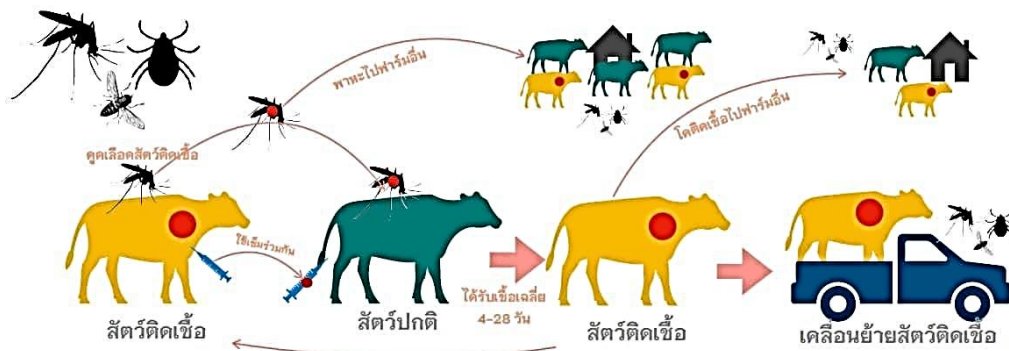 พาหะไปฟาร์มอื่น
โคติดเชื้อไปฟาร์มอื่น
ดูดเลือดสัตว์ติดเชื้อ
ใช้เข็มร่วมกัน
ได้รับเชื้อเฉลี่ย
4-28 วัน
สัตว์ติดเชื้อ
สัตว์ปกติ
สัตว์ติดเชื้อ
เคลื่อนย้ายสัตว์ติดเชื้อ